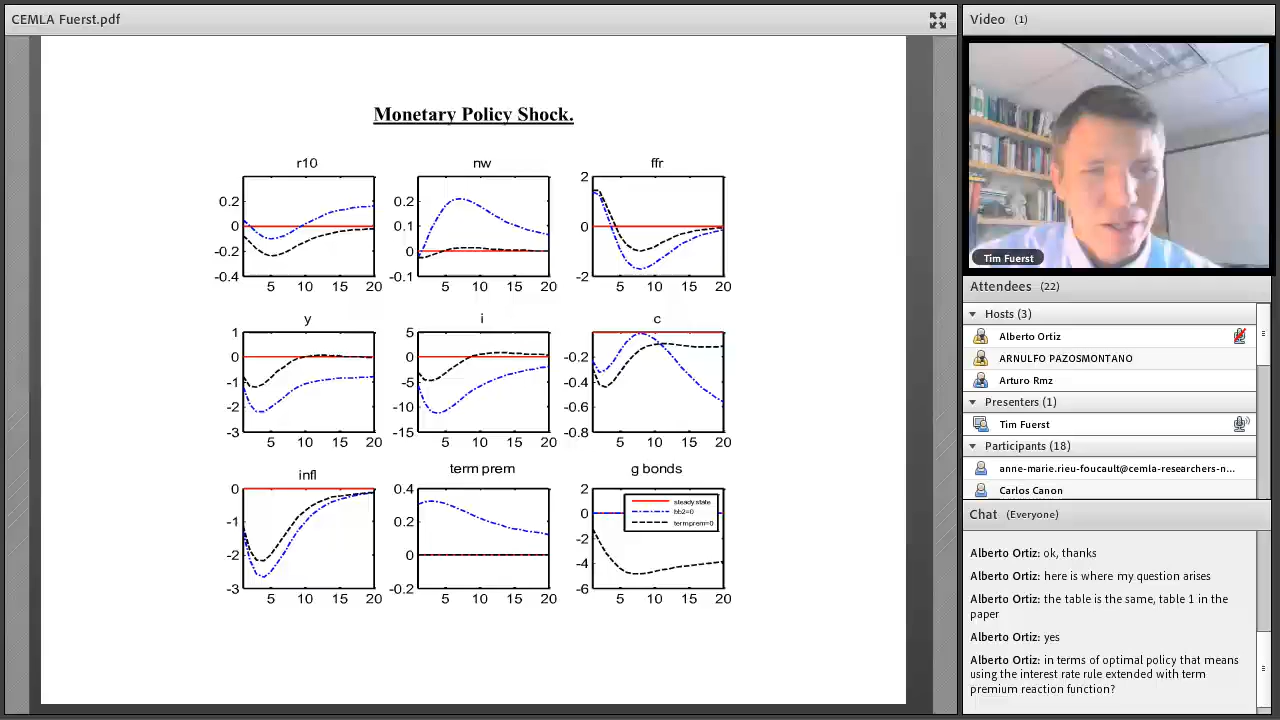 CEMLA Fuerst.pdf
Monetary Policy Shock.
r10
0.2
0
-0.2
-0.4
5 10 15 20
nw
0.2
0.1
0
-0.1
5 10 15 20
ffr
2
0
-2
5 10 15 20
y
1
0
-1
-2
-3
5 10 15 20
i
5
0
-5
-10
-15
5 10 15 20
c
-0.2
-0.4
-0.6
-0.8
5 10 15 20
infl
0
-1
-2
-3
5 10 15 20
term prem
0.4
0.2
0
-0.2
5 10 15 20
g bonds
2
0
-2
-4
-6
5 10 15 20
steady state
bb2=0
term prem=0
Video (1)
Tim Fuerst
Attendees (22)
Hosts (3)
Alberto Ortiz
ARNULFO PAZOSMONTANO
Arturo Rmz
Presenters (1)
Tim Fuerst
Participants (18)
anne-marie.rieu-foucault@cemla-researchers-n...
Carlos Canon
Chat (Everyone)
Alberto Ortiz: ok, thanks
Alberto Ortiz: here is where my question arises
Alberto Ortiz: the table is the same, table 1 in the
paper
Alberto Ortiz: yes
Alberto Ortiz: in terms of optimal policy that means
using the interest rate rule extended with term
premium reaction function?